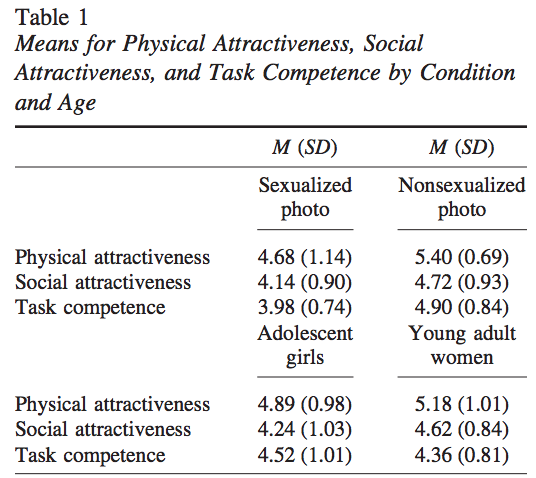 Table 1
Means for Physical Attractiveness, Social
Attractiveness, and Task Competence by Condition
and Age
M (SD) M (SD)
Sexualized Nonsexualized
photo photo
Physical attractiveness 4.68 (1.14) 5.40 (0.69)
Social attractiveness 4.14 (0.90) 4.72 (0.93)
Task competence 3.98 (0.74) 4.90 (0.84)
Adolescent Young adult
girls women
Physical attractiveness 4.89 (0.98) 5.18 (1.01)
Social attractiveness 4.24 (1.03) 4.62 (0.84)
Task competence 4.52 (1.01) 4.36 (0.81)